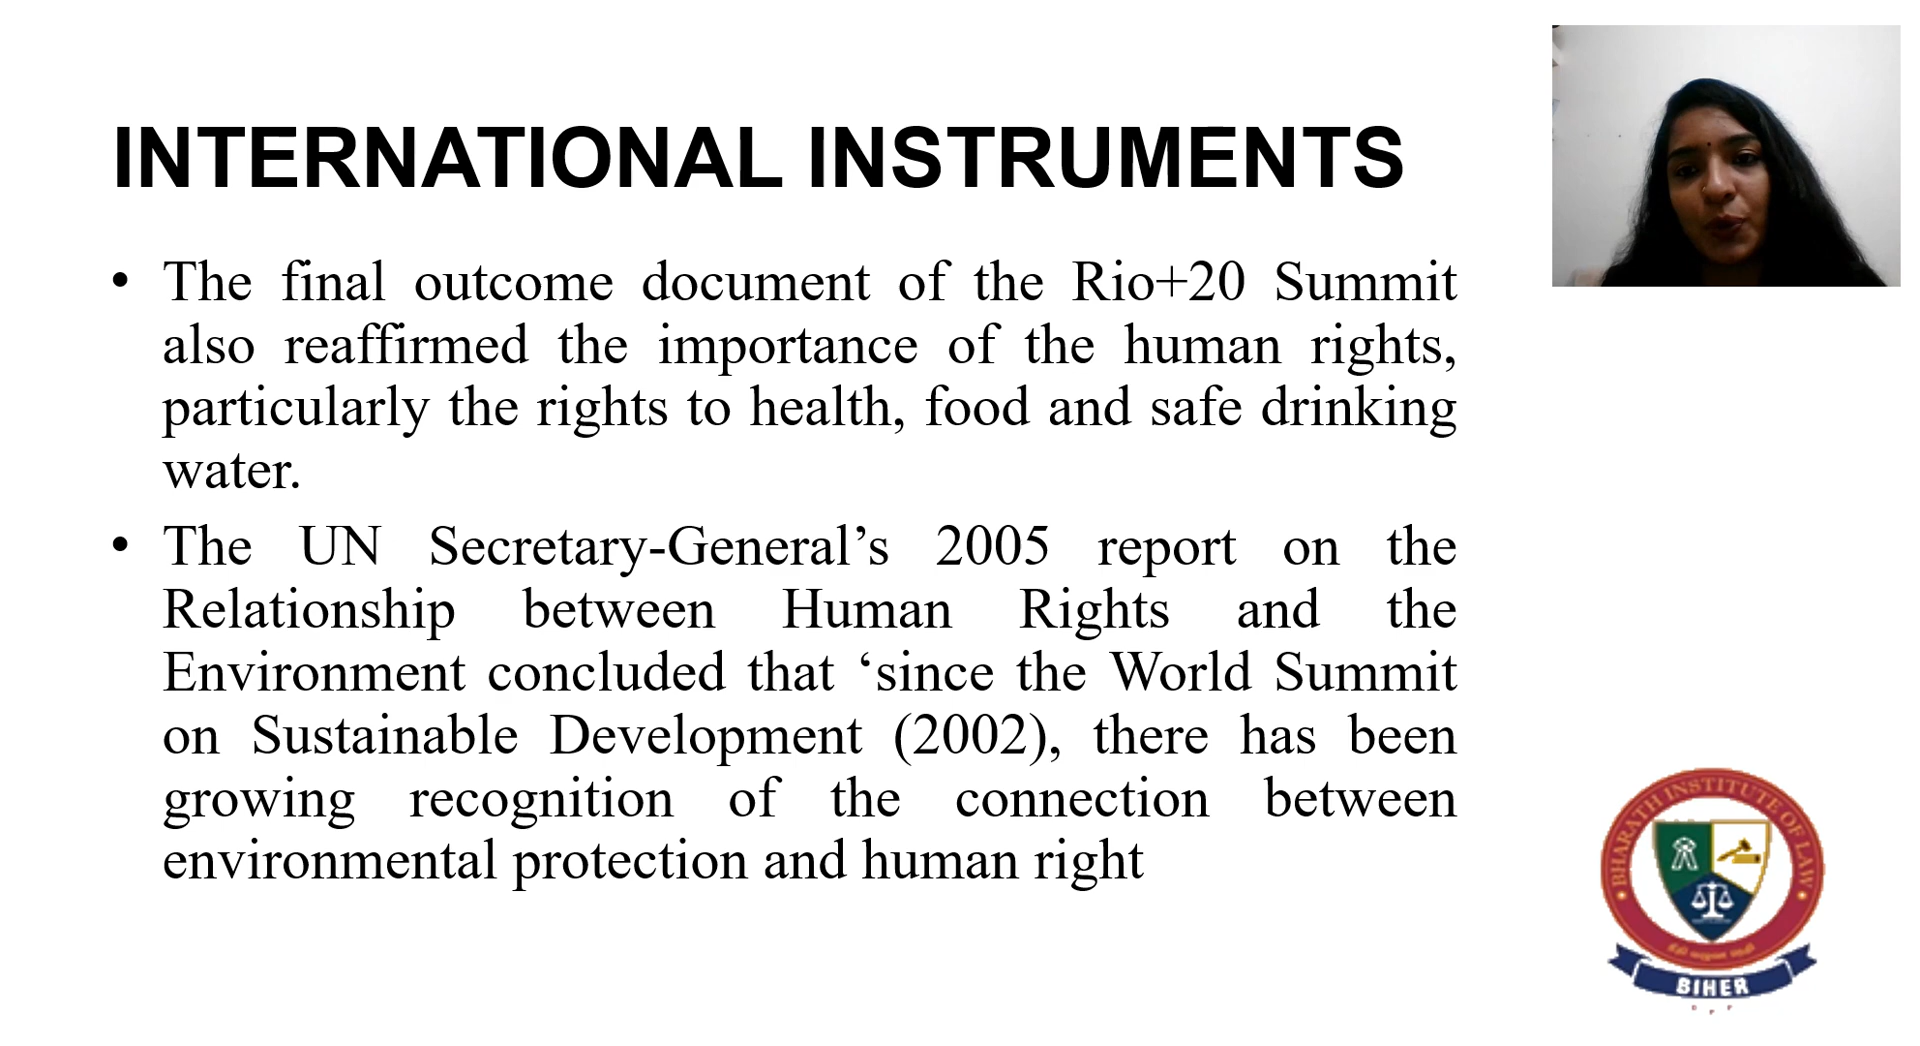 INTERNATIONAL INSTRUMENTS
• The final outcome document of the Rio+20 Summit
also reaffirmed the importance of the human rights,
particularly the rights to health, food and safe drinking
water.
• The UN Secretary-General’s 2005 report on the
Relationship between Human Rights and the
Environment concluded that ‘since the World Summit
on Sustainable Development (2002), there has been
growing recognition of the connection between
environmental protection and human right
BHARATH INSTITUTE OF LAW
BIHER